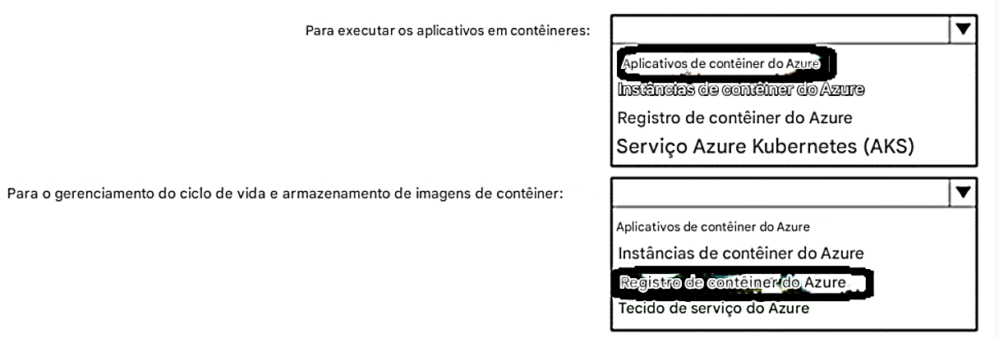 Para executar os aplicativos em contêineres:
Aplicativos de contêiner do Azure
Instâncias de contêiner do Azure
Registro de contêiner do Azure
Serviço Azure Kubernetes (AKS)
Para o gerenciamento do ciclo de vida e armazenamento de imagens de contêiner:
Aplicativos de contêiner do Azure
Instâncias de contêiner do Azure
Registro de contêiner do Azure
Tecido de serviço do Azure